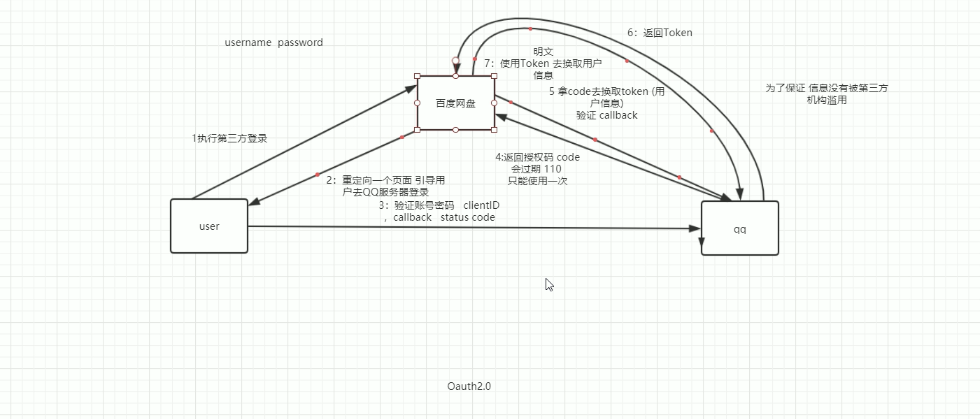 username password
6：返回Token
明文
7：使用Token 去换取用户
信息
为了保证 信息没有被第三方
机构滥用
百度网盘
5 拿code去换取token (用
户信息)
验证 callback
1执行第三方登录
4:返回授权码 code
会过期 110
只能使用一次
2：重定向一个页面 引导用
户去QQ服务器登录
3：验证账号密码 clientID
，callback status code
user
qq
Oauth2.0